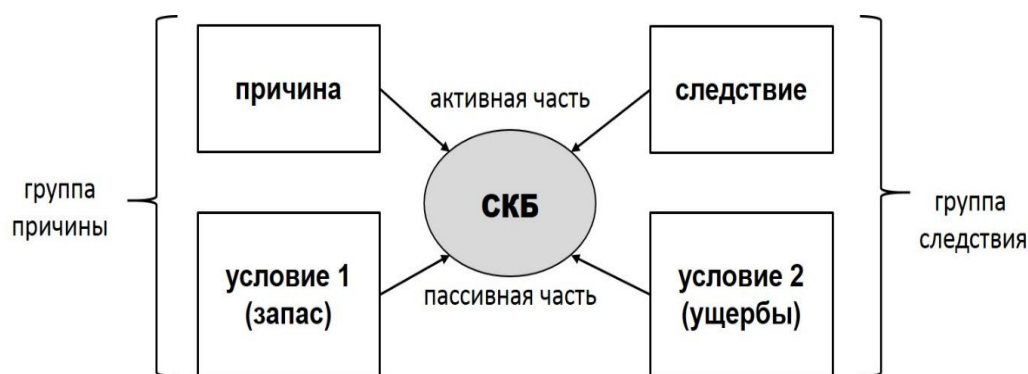 причина
активная часть
следствие
группа
причины
СКБ
группа
следствия
условие 1
(запас)
пассивная часть
условие 2
(ущербы)